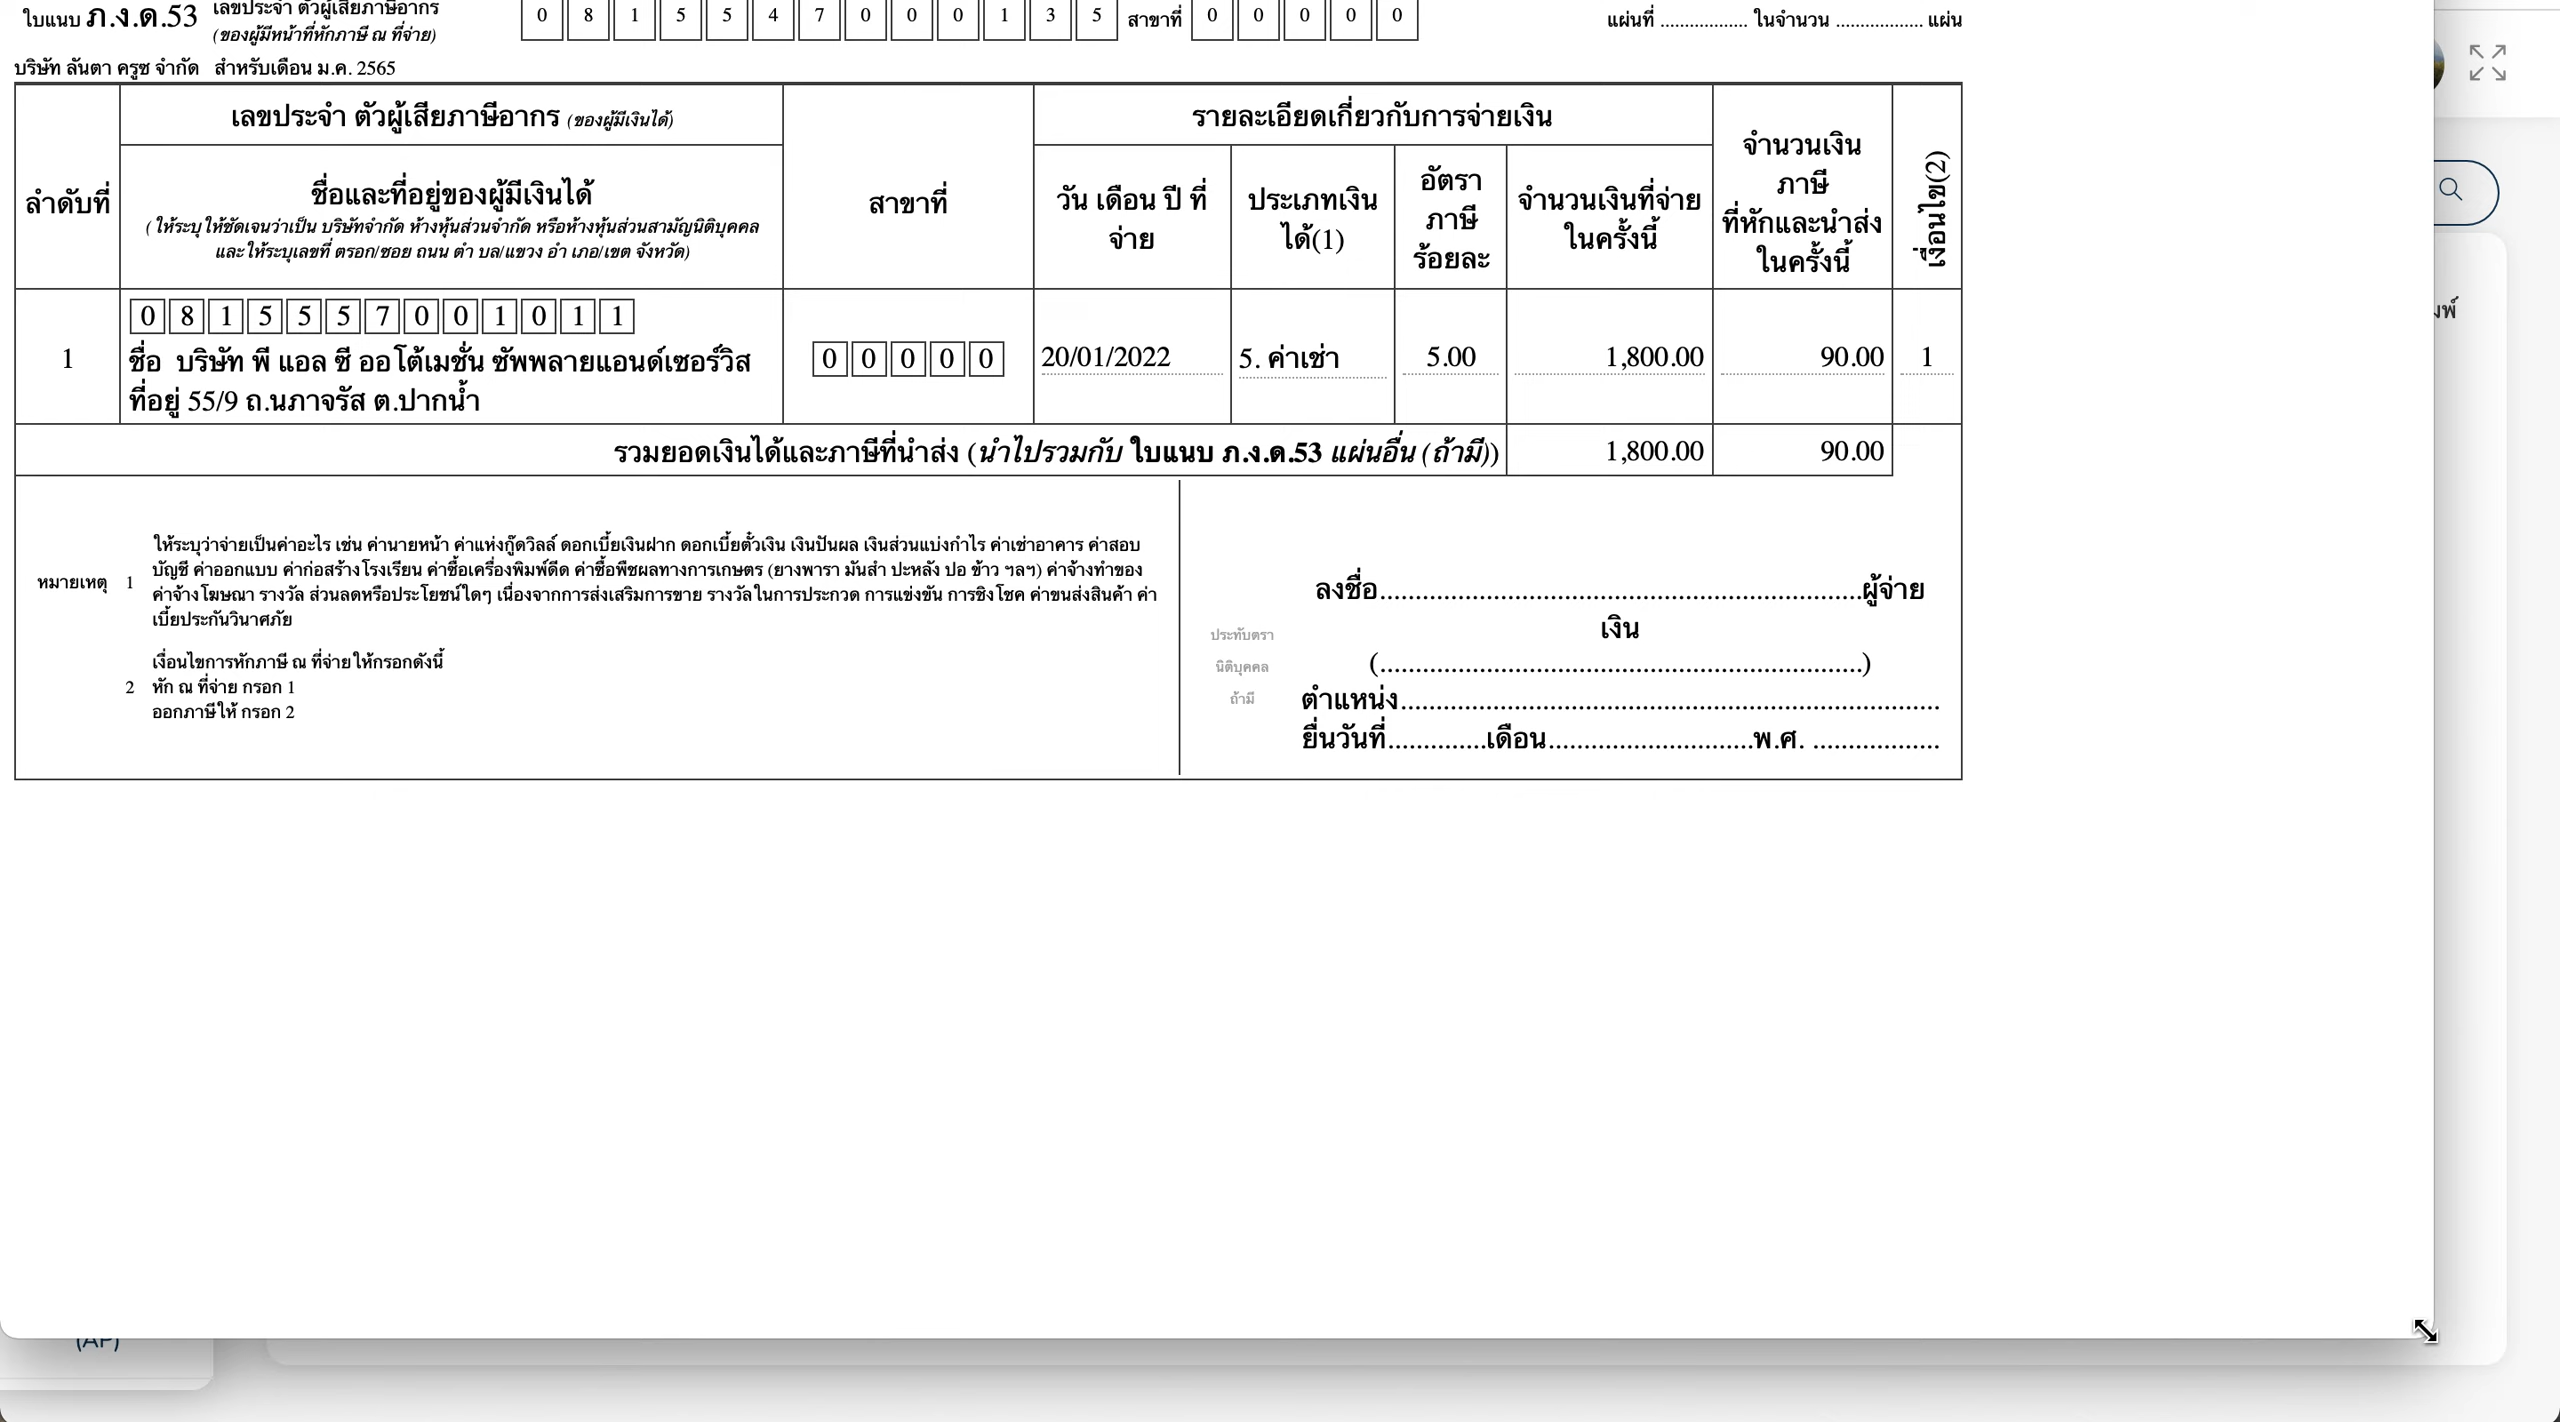 ใบแนบ ภ.ง.ด.53 เลขประจำ ตัวผู้เสียภาษีอากร 0 8 1 5 5 4 7 0 0 0 1 3 5 สาขาที่ 0 0 0 0 0 แผ่นที่ .................. ในจำนวน .................. แผ่น
(ของผู้มีหน้าที่หักภาษี ณ ที่จ่าย)
บริษัท ลันตา ครูซ จำกัด สำหรับเดือน ม.ค. 2565
ลำดับที่
เลขประจำ ตัวผู้เสียภาษีอากร (ของผู้มีเงินได้)
ชื่อและที่อยู่ของผู้มีเงินได้
( ให้ระบุให้ชัดเจนว่าเป็น บริษัทจำกัด ห้างหุ้นส่วนจำกัด หรือห้างหุ้นส่วนสามัญนิติบุคคล
และให้ระบุเลขที่ ตรอก/ซอย ถนน ตำ บล/แขวง อำ เภอ/เขต จังหวัด)
สาขาที่
รายละเอียดเกี่ยวกับการจ่ายเงิน
วัน เดือน ปี ที่
จ่าย
ประเภทเงิน
ได้(1)
อัตรา
ภาษี
ร้อยละ
จำนวนเงินที่จ่าย
ในครั้งนี้
จำนวนเงิน
ภาษี
ที่หักและนำส่ง
ในครั้งนี้
เงื่อนไข(2)
1
0 8 1 5 5 5 7 0 0 1 0 1 1
ชื่อ บริษัท พี แอล ซี ออโต้เมชั่น ซัพพลายแอนด์เซอร์วิส
ที่อยู่ 55/9 ถ.นภาจรัส ต.ปากน้ำ
0 0 0 0 0
20/01/2022
5. ค่าเช่า
5.00
1,800.00
90.00
1
รวมยอดเงินได้และภาษีที่นำส่ง (นำไปรวมกับ ใบแนบ ภ.ง.ด.53 แผ่นอื่น (ถ้ามี)) 1,800.00 90.00
หมายเหตุ 1
ให้ระบุว่าจ่ายเป็นค่าอะไร เช่น ค่านายหน้า ค่าแห่งกู๊ดวิลล์ ดอกเบี้ยเงินฝาก ดอกเบี้ยตั๋วเงิน เงินปันผล เงินส่วนแบ่งกำไร ค่าเช่าอาคาร ค่าสอบ
บัญชี ค่าออกแบบ ค่าก่อสร้างโรงเรียน ค่าซื้อเครื่องพิมพ์ดีด ค่าซื้อพืชผลทางการเกษตร (ยางพารา มันสำ ปะหลัง ปอ ข้าว ฯลฯ) ค่าจ้างทำของ
ค่าจ้างโฆษณา รางวัล ส่วนลดหรือประโยชน์ใดๆ เนื่องจากการส่งเสริมการขาย รางวัลในการประกวด การแข่งขัน การชิงโชค ค่าขนส่งสินค้า ค่า
เบี้ยประกันวินาศภัย
เงื่อนไขการหักภาษี ณ ที่จ่ายให้กรอกดังนี้
2 หัก ณ ที่จ่าย กรอก 1
ออกภาษีให้ กรอก 2
ประทับตรา
นิติบุคคล
ถ้ามี
ลงชื่อ....................................................................ผู้จ่าย
เงิน
(....................................................................)
ตำแหน่ง............................................................................
ยื่นวันที่..............เดือน.............................พ.ศ. ..................
(AP)